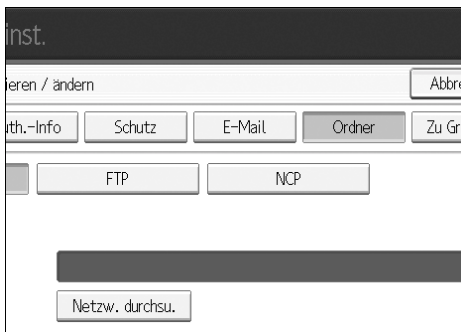 inst.
ieren / ändern Abbre
uth.-Info Schutz E-Mail Ordner Zu Gr
FTP NCP
Netzw. durchsu.